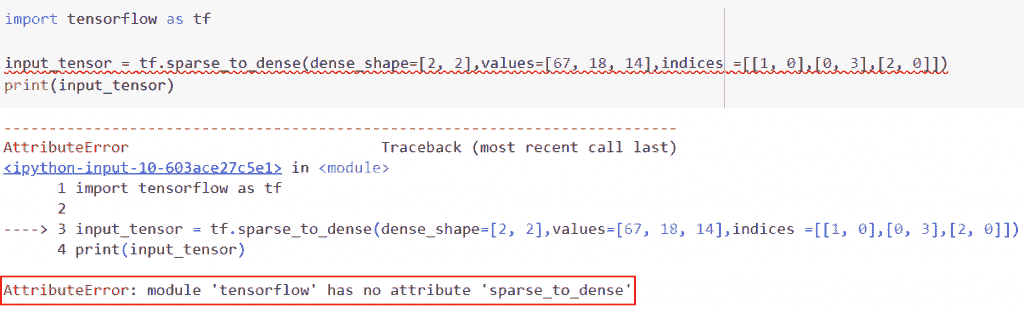 import tensorflow as tf
input_tensor = tf.sparse_to_dense(dense_shape=[2, 2],values=[67, 18, 14],indices =[[1, 0],[0, 3],[2, 0]])
print(input_tensor)
---------------------------------------------------------------------------
AttributeError                            Traceback (most recent call last)
<ipython-input-10-603ace27c5e1> in <module>
      1 import tensorflow as tf
      2
----> 3 input_tensor = tf.sparse_to_dense(dense_shape=[2, 2],values=[67, 18, 14],indices =[[1, 0],[0, 3],[2, 0]])
      4 print(input_tensor)
AttributeError: module 'tensorflow' has no attribute 'sparse_to_dense'